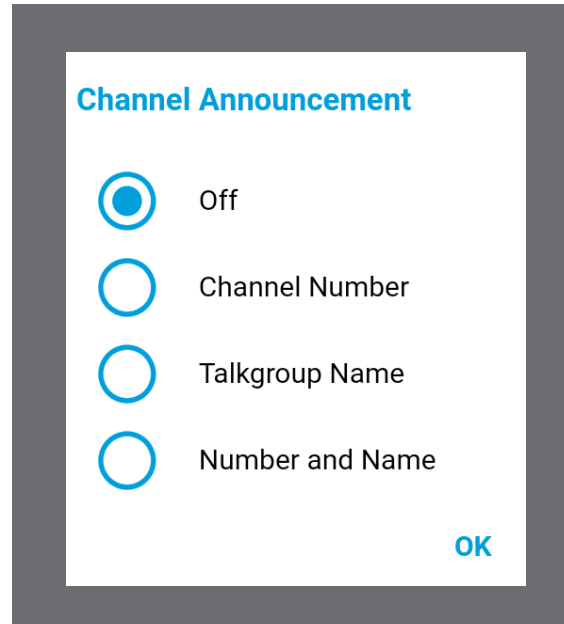 Channel Announcement
Off
Channel Number
Talkgroup Name
Number and Name
OK